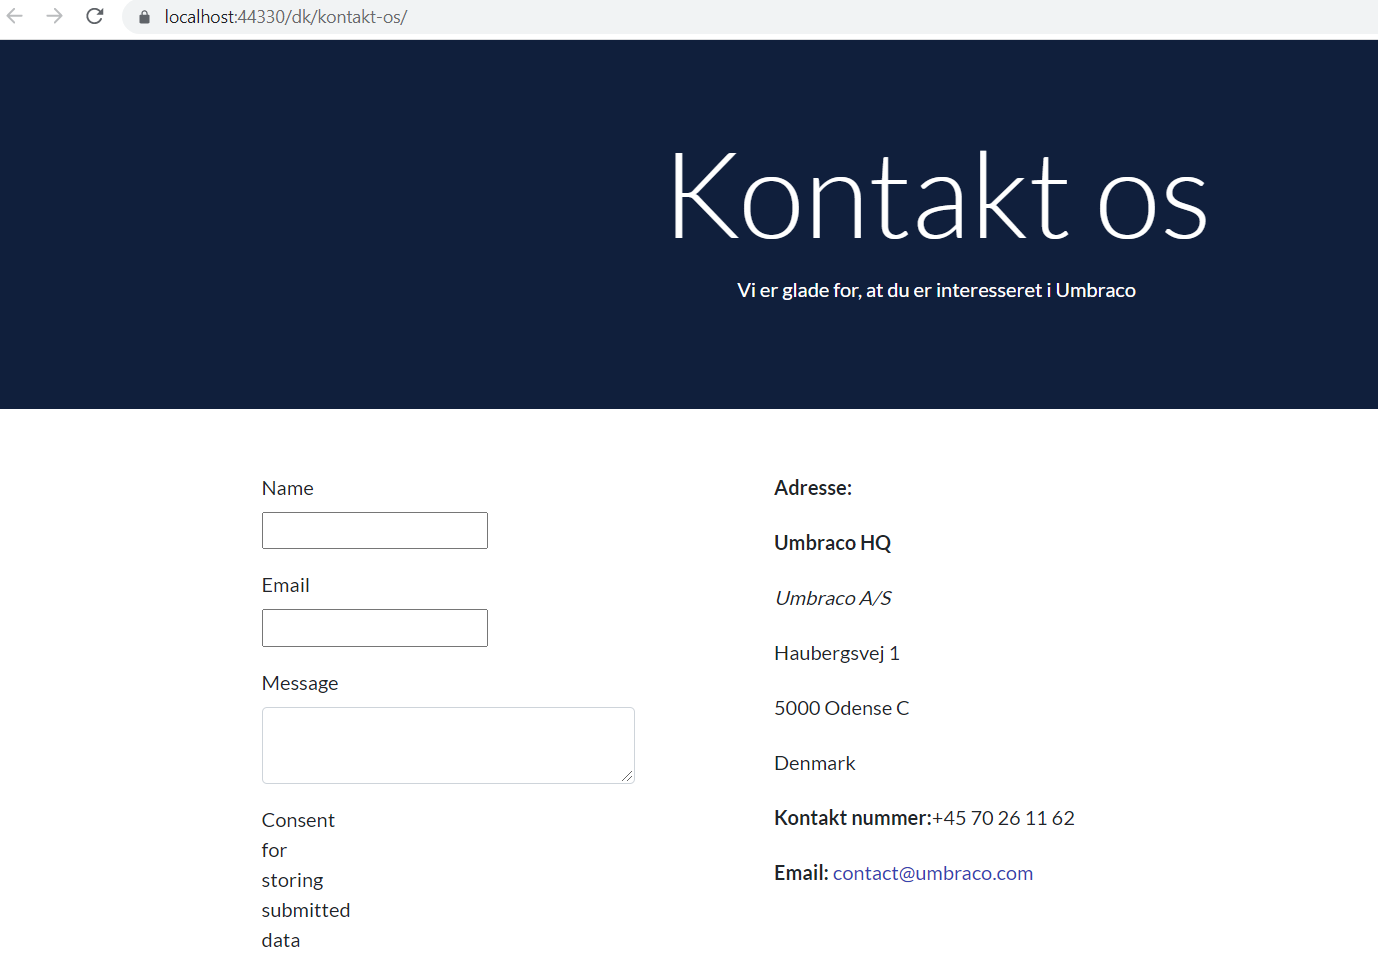 localhost:44330/dk/kontakt-os/
Kontakt os
Vi er glade for, at du er interesseret i Umbraco
Name
Email
Message
Consent
for
storing
submitted
data
Adresse:
Umbraco HQ
Umbraco A/S
Haubergsvej 1
5000 Odense C
Denmark
Kontakt nummer:+45 70 26 11 62
Email: contact@umbraco.com